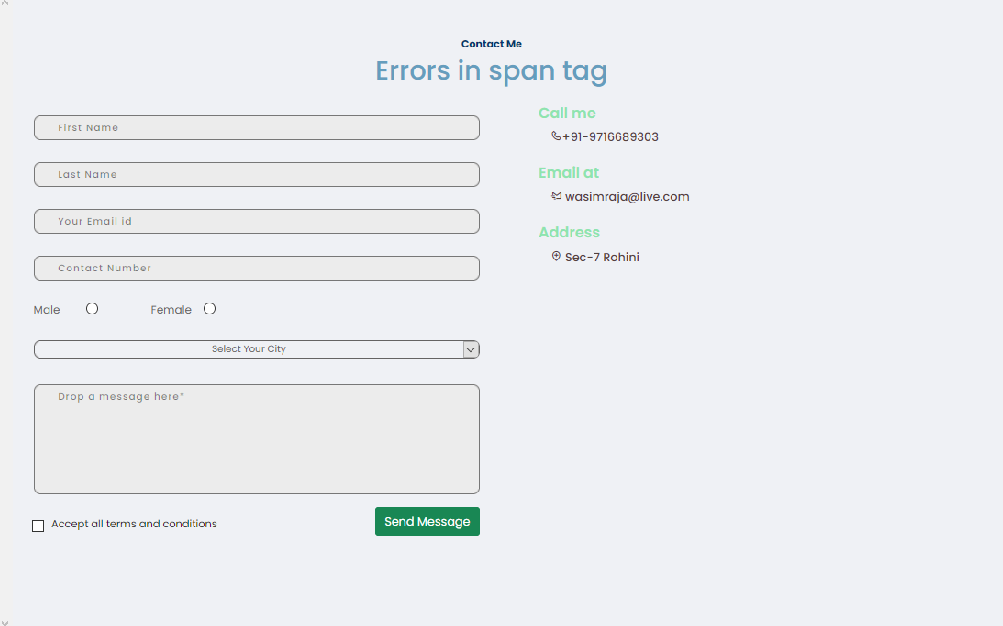 Contact Me
Errors in span tag
First Name
Last Name
Your Email id
Contact Number
Male Female
Select Your City
Drop a message here*
Accept all terms and conditions
Send Message
Call me
+91-9716689303
Email at
wasimraja@live.com
Address
Sec-7 Rohini